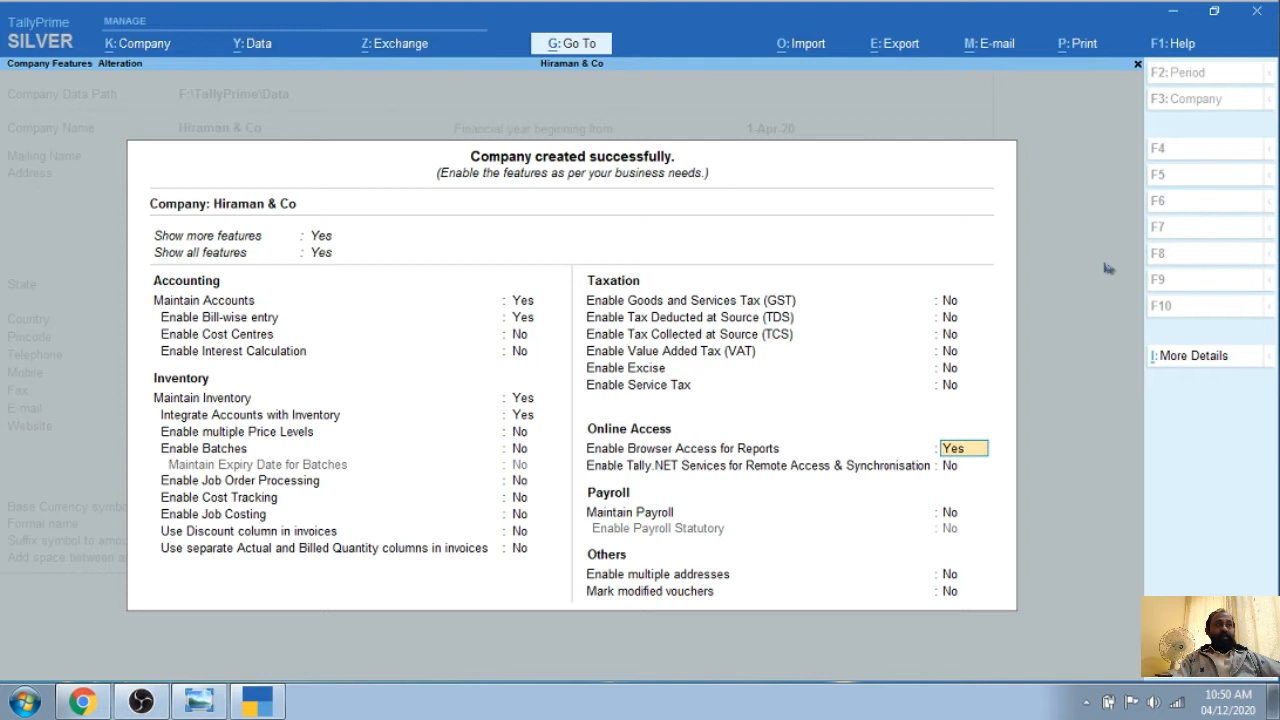 TallyPrime
MANAGE
SILVER
K: Company
Y: Data
Z: Exchange
G: Go To
O: Import
E: Export
M: E-mail
P: Print
F1: Help
Company Features Alteration
Hiraman & Co
Company Data Path
F:\TallyPrime\Data
Company Name
Hiraman & Co
Financial year beginning from
1-Apr-20
Mailing Name
Address
State
Country
Pincode
Telephone
Mobile
Fax
E-mail
Website
Base Currency symbo
Formal name
Suffix symbol to amou
Add space between a
Company created successfully.
(Enable the features as per your business needs.)
Company: Hiraman & Co
Show more features : Yes
Show all features : Yes
Accounting
Maintain Accounts : Yes
Enable Bill-wise entry : Yes
Enable Cost Centres : No
Enable Interest Calculation : No
Inventory
Maintain Inventory : Yes
Integrate Accounts with Inventory : Yes
Enable multiple Price Levels : No
Enable Batches : No
Maintain Expiry Date for Batches : No
Enable Job Order Processing : No
Enable Cost Tracking : No
Enable Job Costing : No
Use Discount column in invoices : No
Use separate Actual and Billed Quantity columns in invoices : No
Taxation
Enable Goods and Services Tax (GST) : No
Enable Tax Deducted at Source (TDS) : No
Enable Tax Collected at Source (TCS) : No
Enable Value Added Tax (VAT) : No
Enable Excise : No
Enable Service Tax : No
Online Access
Enable Browser Access for Reports : Yes
Enable Tally.NET Services for Remote Access & Synchronisation : No
Payroll
Maintain Payroll : No
Enable Payroll Statutory : No
Others
Enable multiple addresses : No
Mark modified vouchers : No
F2: Period
F3: Company
F4
F5
F6
F7
F8
F9
F10
I: More Details
10:50 AM
04/12/2020